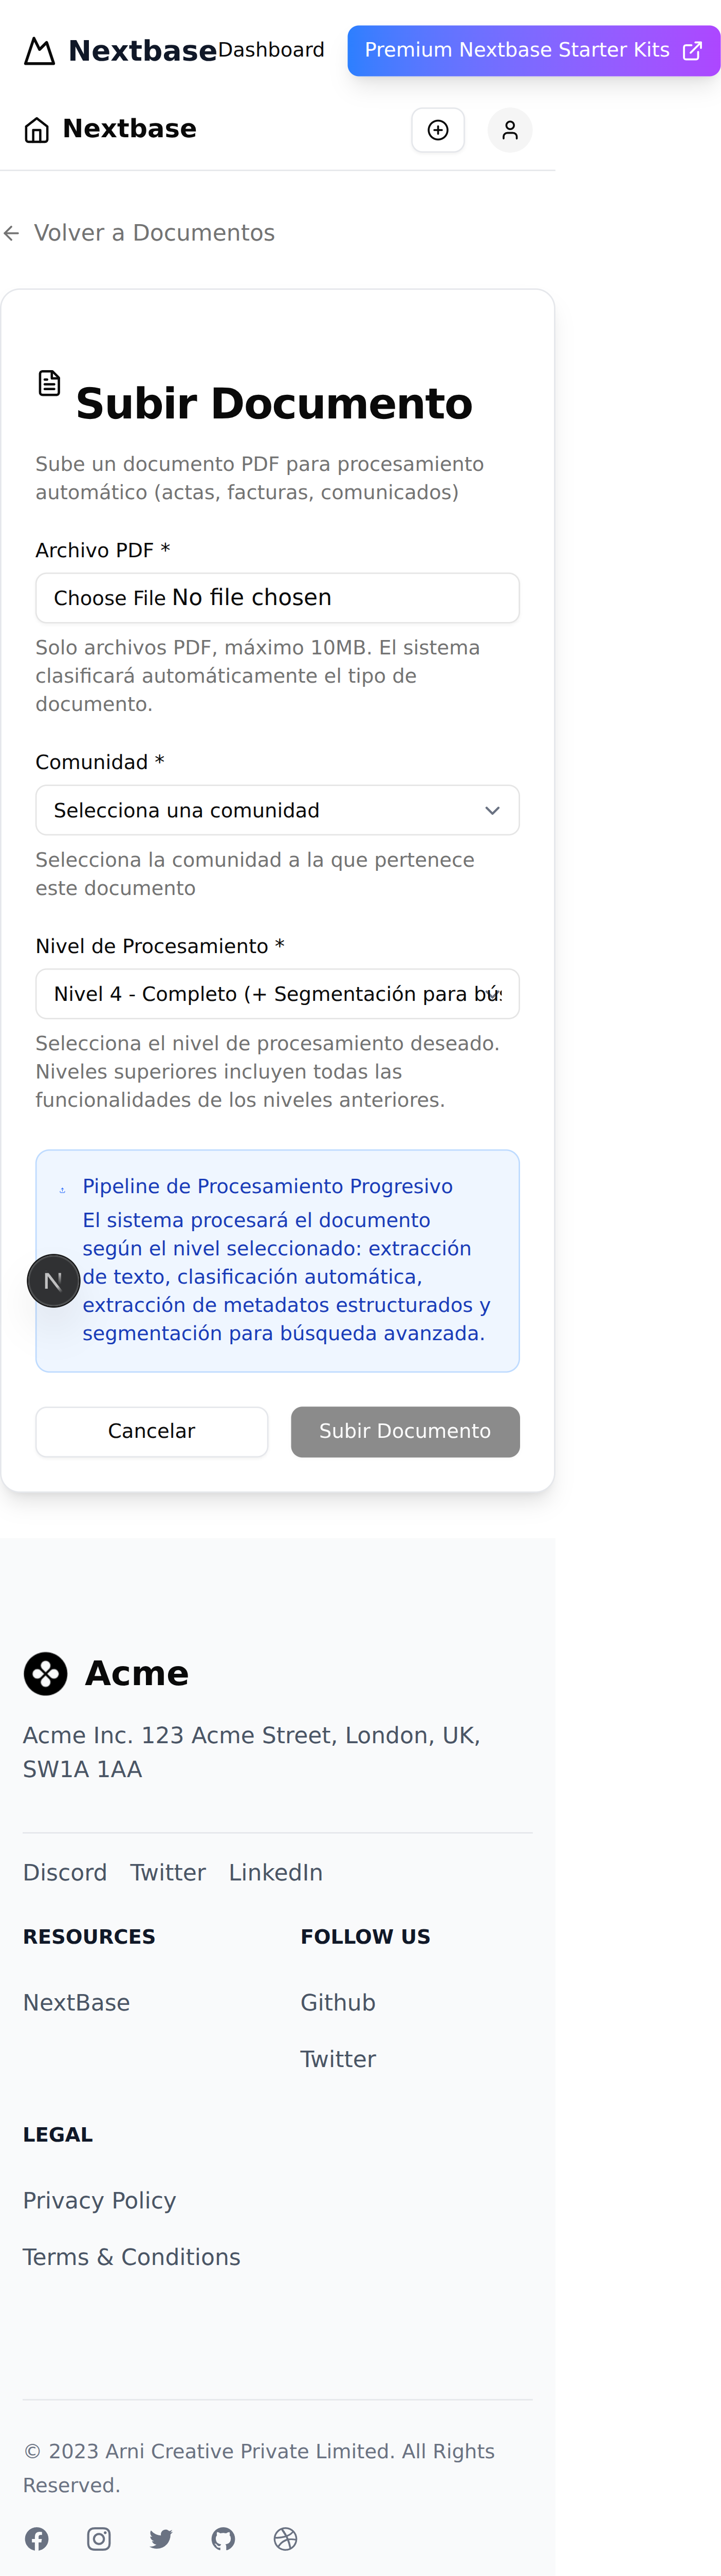 Nextbase
Dashboard
Premium Nextbase Starter Kits
Nextbase
Volver a Documentos
Subir Documento
Sube un documento PDF para procesamiento
automático (actas, facturas, comunicados)
Archivo PDF *
Choose File No file chosen
Solo archivos PDF, máximo 10MB. El sistema
clasificará automáticamente el tipo de
documento.
Comunidad *
Selecciona una comunidad
Selecciona la comunidad a la que pertenece
este documento
Nivel de Procesamiento *
Nivel 4 - Completo (+ Segmentación para
Selecciona el nivel de procesamiento deseado.
Niveles superiores incluyen todas las
funcionalidades de los niveles anteriores.
Pipeline de Procesamiento Progresivo
El sistema procesará el documento
según el nivel seleccionado: extracción
de texto, clasificación automática,
extracción de metadatos estructurados y
segmentación para búsqueda avanzada.
N
Cancelar
Subir Documento
Acme
Acme Inc. 123 Acme Street, London, UK,
SW1A 1AA
Discord Twitter LinkedIn
RESOURCES
NextBase
FOLLOW US
Github
Twitter
LEGAL
Privacy Policy
Terms & Conditions
© 2023 Arni Creative Private Limited. All Rights
Reserved.